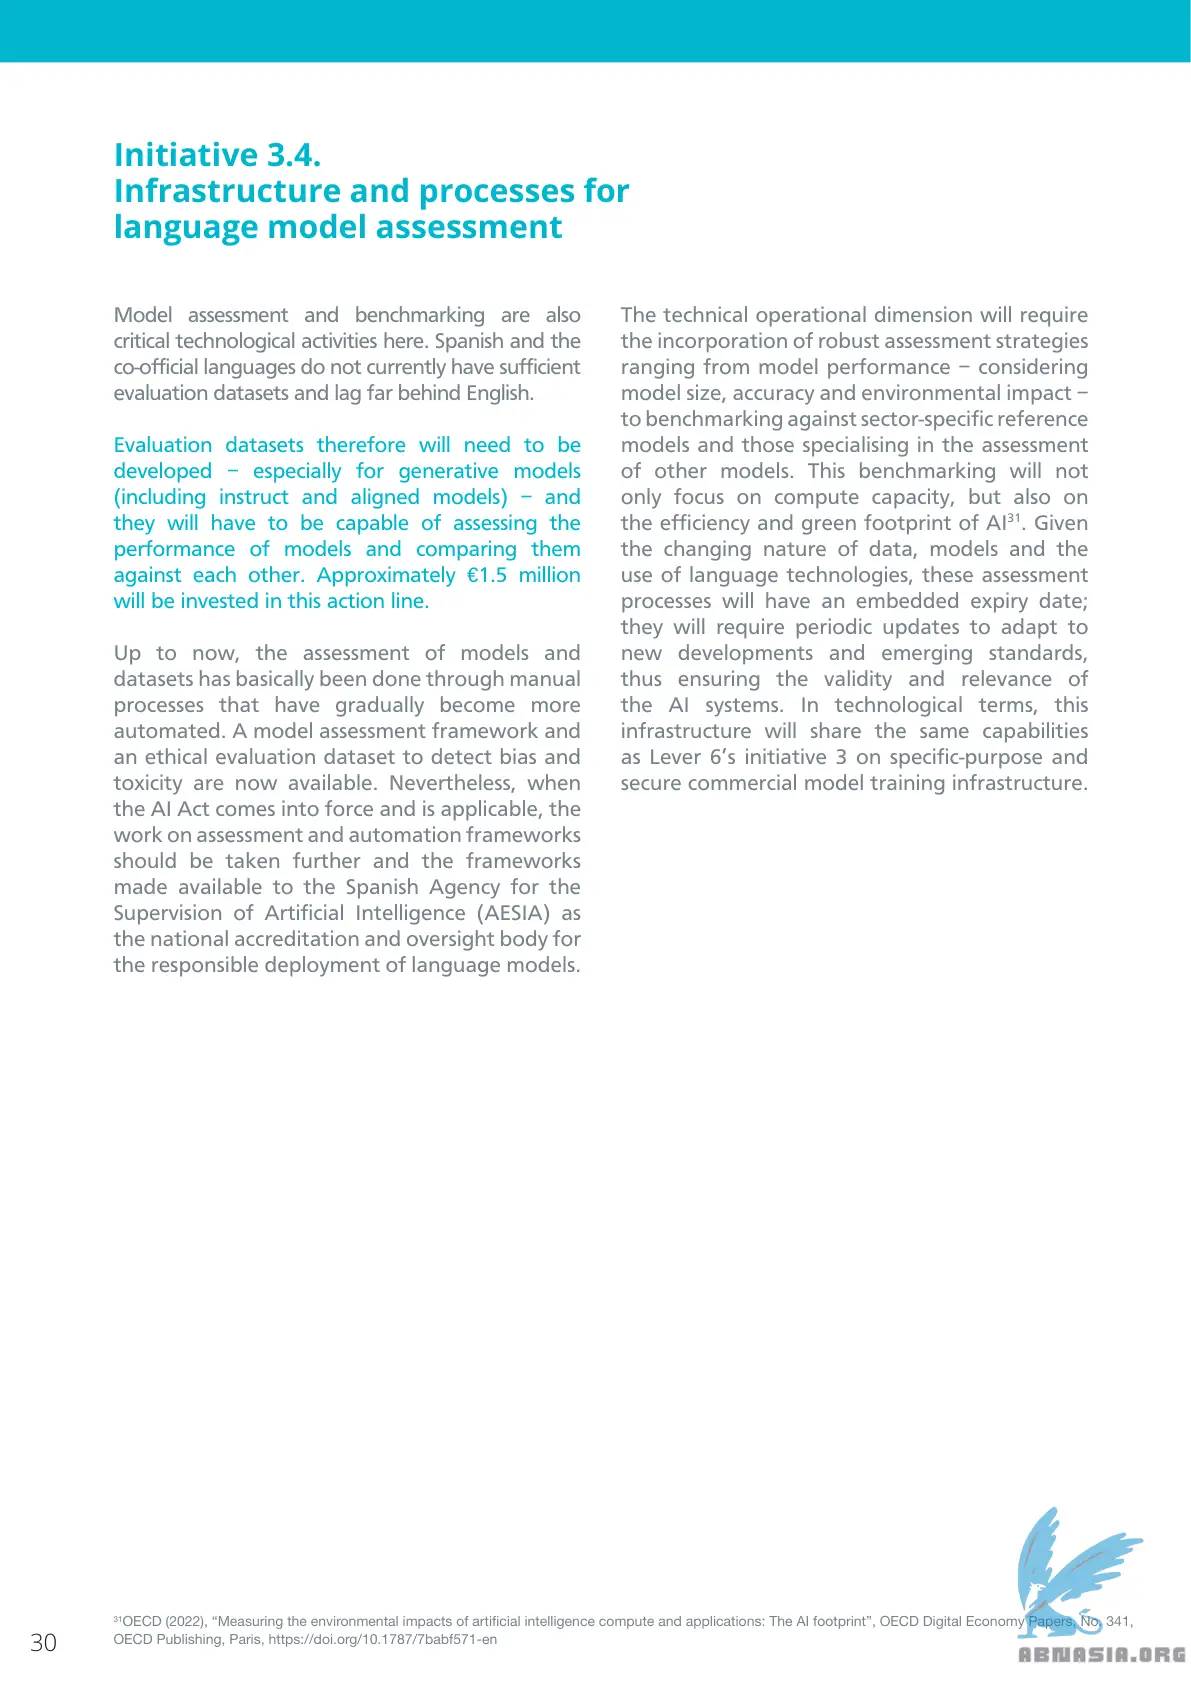 Initiative 3.4.
Infrastructure and processes for
language model assessment
Model assessment and benchmarking are also
critical technological activities here. Spanish and the
co-official languages do not currently have sufficient
evaluation datasets and lag far behind English.
Evaluation datasets therefore will need to be
developed – especially for generative models
(including instruct and aligned models) – and
they will have to be capable of assessing the
performance of models and comparing them
against each other. Approximately €1.5 million
will be invested in this action line.
Up to now, the assessment of models and
datasets has basically been done through manual
processes that have gradually become more
automated. A model assessment framework and
an ethical evaluation dataset to detect bias and
toxicity are now available. Nevertheless, when
the AI Act comes into force and is applicable, the
work on assessment and automation frameworks
should be taken further and the frameworks
made available to the Spanish Agency for the
Supervision of Artificial Intelligence (AESIA) as
the national accreditation and oversight body for
the responsible deployment of language models.
The technical operational dimension will require
the incorporation of robust assessment strategies
ranging from model performance – considering
model size, accuracy and environmental impact –
to benchmarking against sector-specific reference
models and those specialising in the assessment
of other models. This benchmarking will not
only focus on compute capacity, but also on
the efficiency and green footprint of AI³¹. Given
the changing nature of data, models and the
use of language technologies, these assessment
processes will have an embedded expiry date;
they will require periodic updates to adapt to
new developments and emerging standards,
thus ensuring the validity and relevance of
the AI systems. In technological terms, this
infrastructure will share the same capabilities
as Lever 6’s initiative 3 on specific-purpose and
secure commercial model training infrastructure.
³¹OECD (2022), “Measuring the environmental impacts of artificial intelligence compute and applications: The AI footprint”, OECD Digital Economy Papers, No. 341,
OECD Publishing, Paris, https://doi.org/10.1787/7babf571-en
30
ABNASIA.ORG